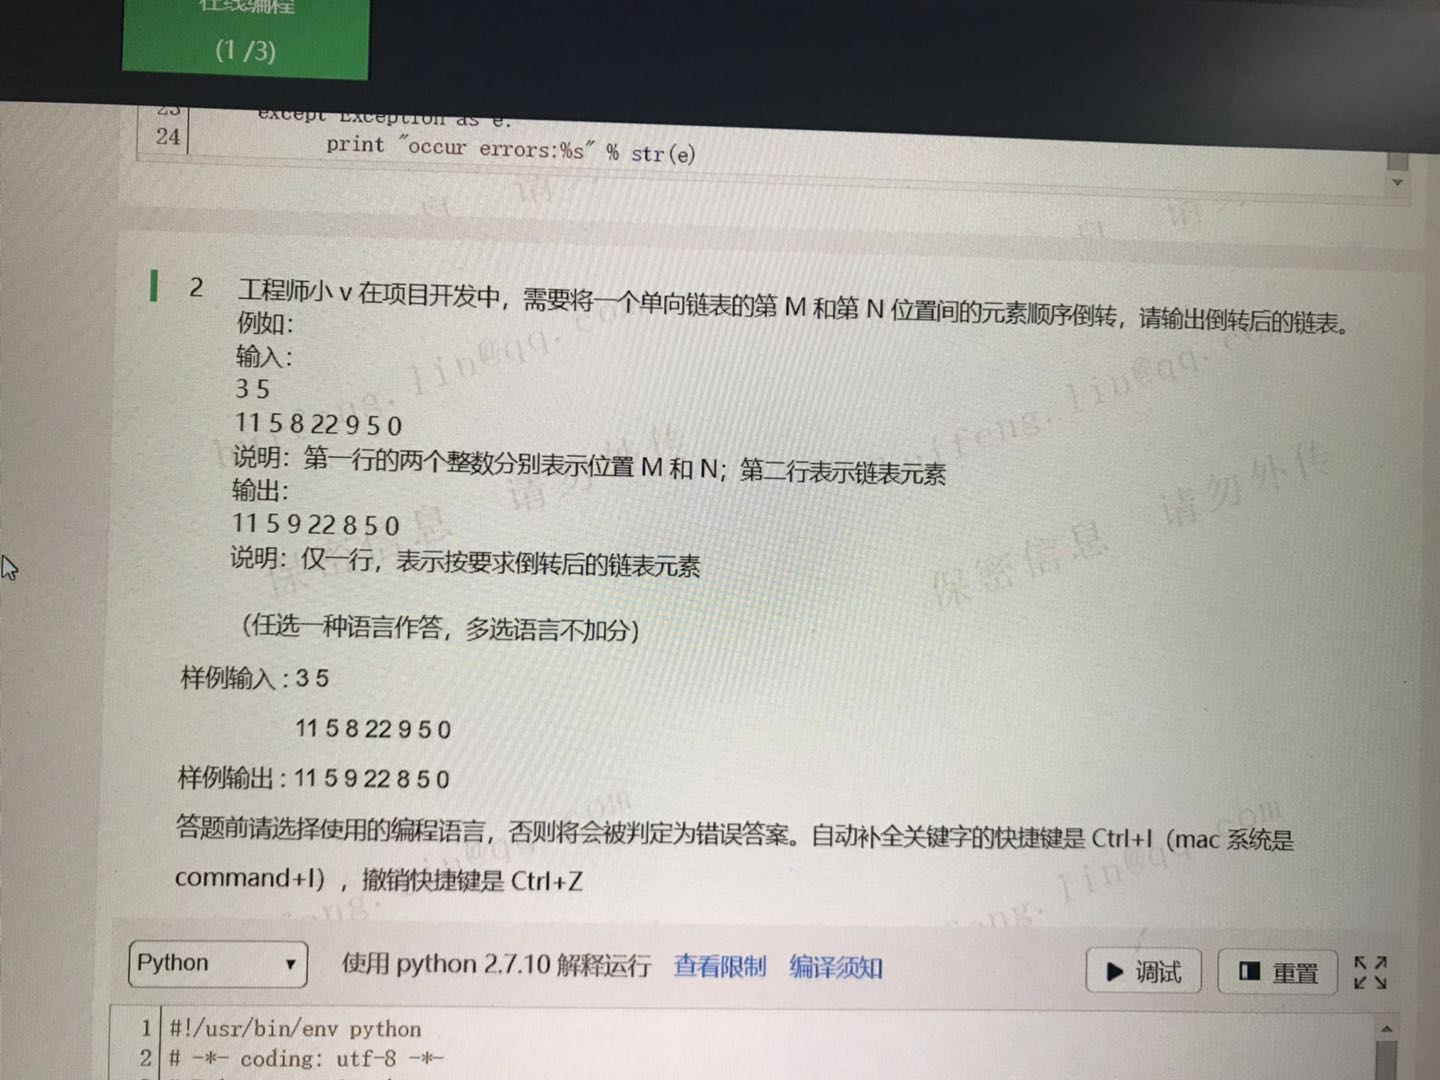 在线编程
(1 /3)
23 except Exception as e:
24 print "occur errors:%s" % str(e)
2 工程师小 v 在项目开发中，需要将一个单向链表的第 M 和第 N 位置间的元素顺序倒转，请输出倒转后的链表。
例如：
输入：
3 5
11 5 8 22 9 5 0
说明：第一行的两个整数分别表示位置 M 和 N；第二行表示链表元素
输出：
11 5 9 22 8 5 0
说明：仅一行，表示按要求倒转后的链表元素
（任选一种语言作答，多选语言不加分）
样例输入 : 3 5
11 5 8 22 9 5 0
样例输出 : 11 5 9 22 8 5 0
答题前请选择使用的编程语言，否则将会被判定为错误答案。自动补全关键字的快捷键是 Ctrl+I（mac 系统是
command+I），撤销快捷键是 Ctrl+Z
Python 使用 python 2.7.10 解释运行 查看限制 编译须知 调试 重置
1 #!/usr/bin/env python
2 # -*- coding: utf-8 -*-
保密信息 请勿外传